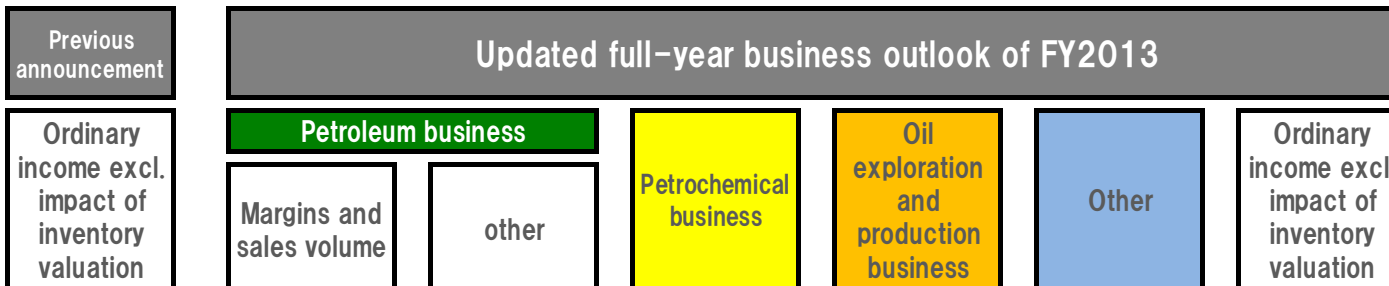 Previous
announcement
Updated full-year business outlook of FY2013
Ordinary
income excl.
impact of
inventory
valuation
Petroleum business
Margins and
sales volume
other
Petrochemical
business
Oil
exploration
and
production
business
Other
Ordinary
income excl
impact of
inventory
valuation